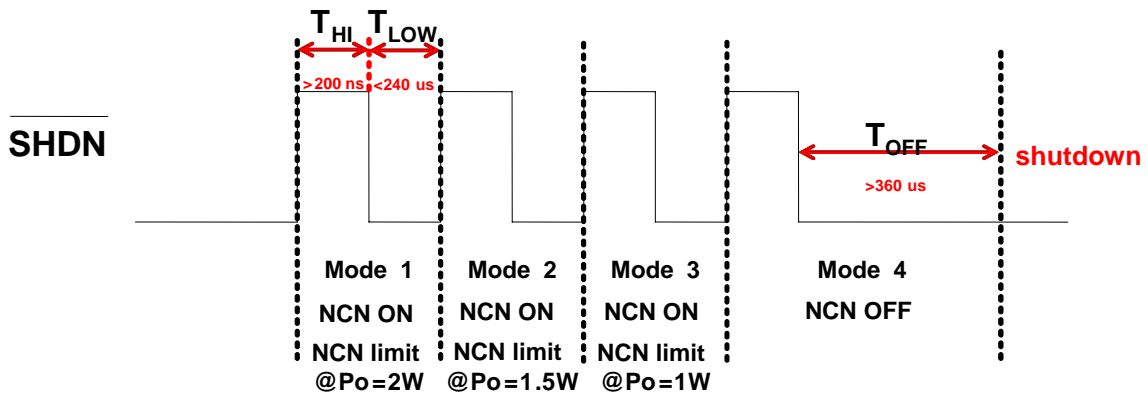 THI TLOW
>200 ns <240 us
SHDN
TOFF
shutdown
>360 us
Mode 1 Mode 2 Mode 3 Mode 4
NCN ON NCN ON NCN ON NCN OFF
NCN limit NCN limit NCN limit
@Po=2W @Po=1.5W @Po=1W